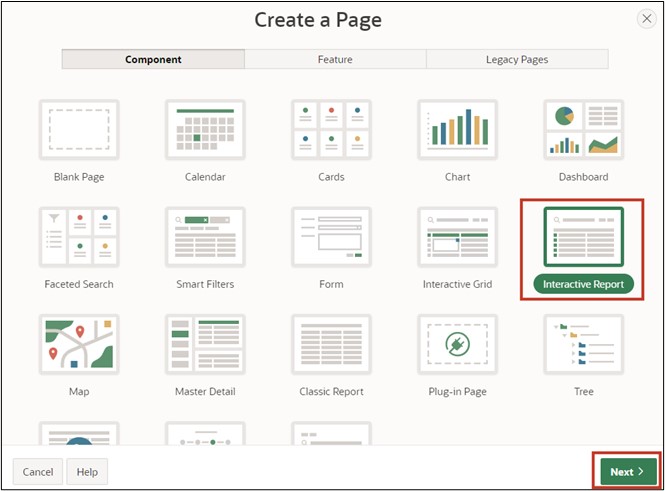 Create a Page
Component
Feature
Legacy Pages
Blank Page
Calendar
Cards
Chart
Dashboard
Faceted Search
Smart Filters
Form
Interactive Grid
Interactive Report
Map
Master Detail
Classic Report
Plug-in Page
Tree
Cancel
Help
Next